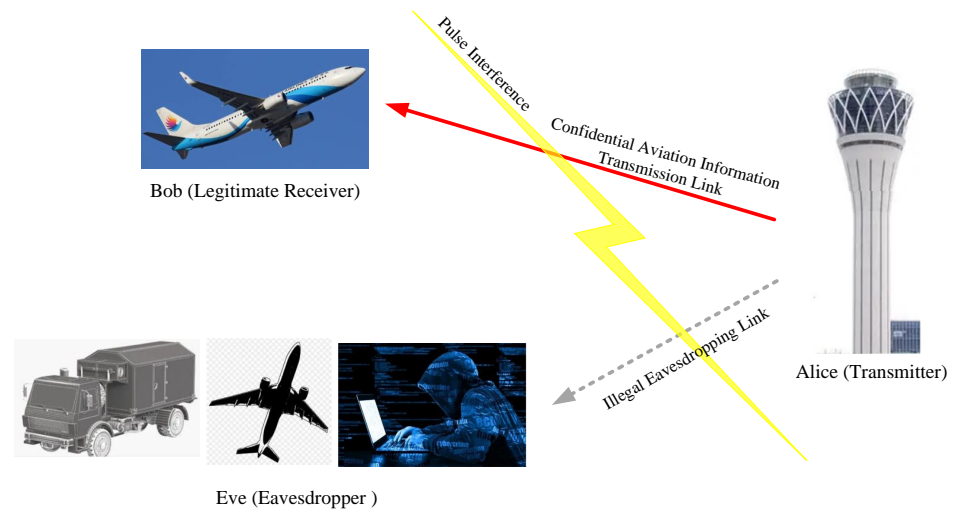 Pulse Interference
Confidential Aviation Information
Transmission Link
Bob (Legitimate Receiver)
Illegal Eavesdropping Link
Alice (Transmitter)
Eve (Eavesdropper )